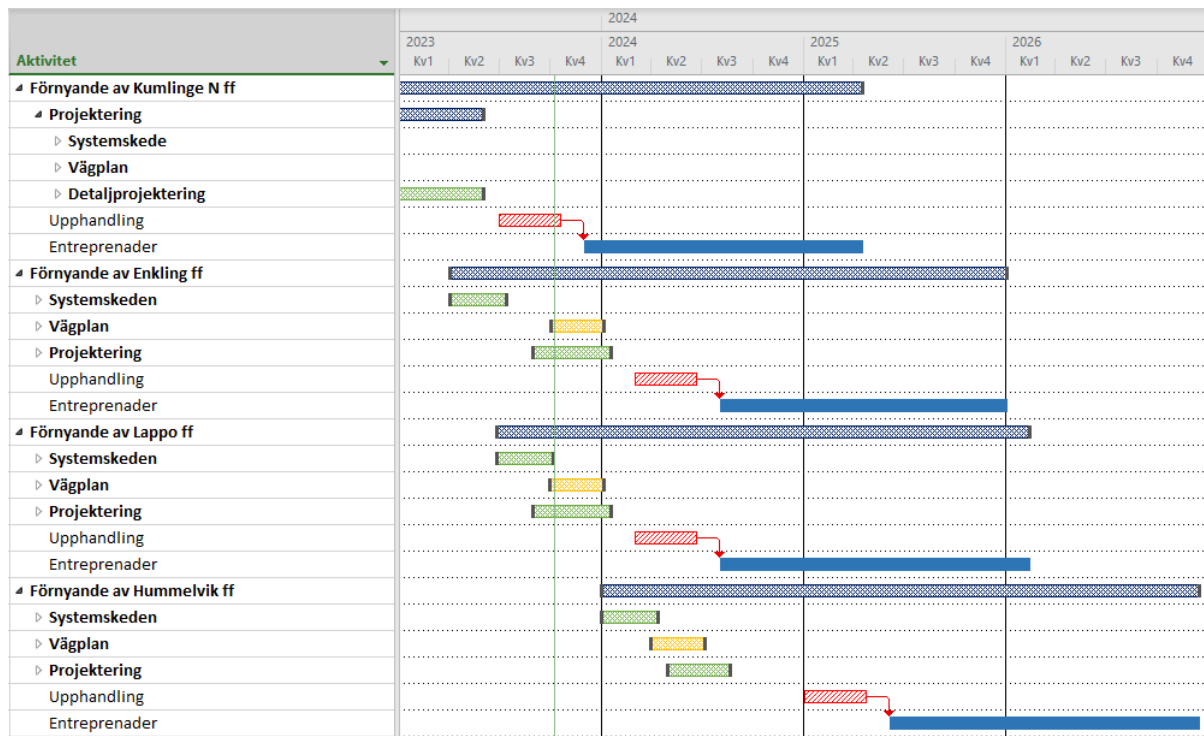 2024
2023 2024 2025 2026
Aktivitet Kv1 Kv2 Kv3 Kv4 Kv1 Kv2 Kv3 Kv4 Kv1 Kv2 Kv3 Kv4 Kv1 Kv2 Kv3 Kv4
Förnyande av Kumlinge N ff
Projektering
Systemskede
Vägplan
Detaljprojektering
Upphandling
Entreprenader
Förnyande av Enkling ff
Systemskeden
Vägplan
Projektering
Upphandling
Entreprenader
Förnyande av Lappo ff
Systemskeden
Vägplan
Projektering
Upphandling
Entreprenader
Förnyande av Hummelvik ff
Systemskeden
Vägplan
Projektering
Upphandling
Entreprenader